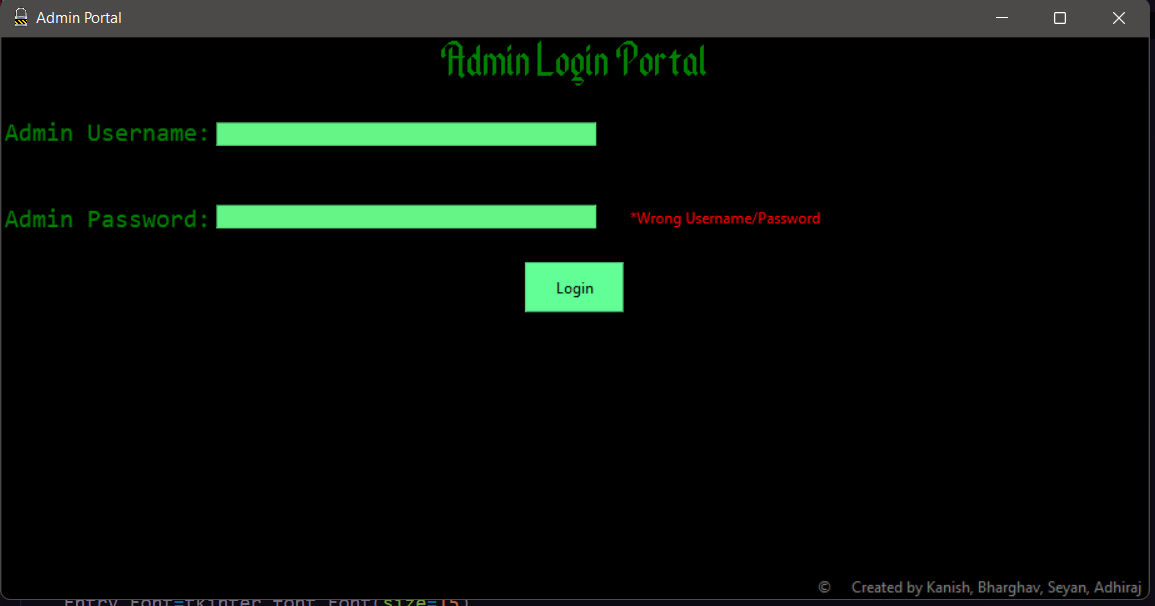 Admin Portal
Admin Login Portal
Admin Username:
Admin Password:
*Wrong Username/Password
Login
© Created by Kanish, Bharghav, Seyan, Adhiraj
Entry_Font=tkinter.font.Font(size=15)